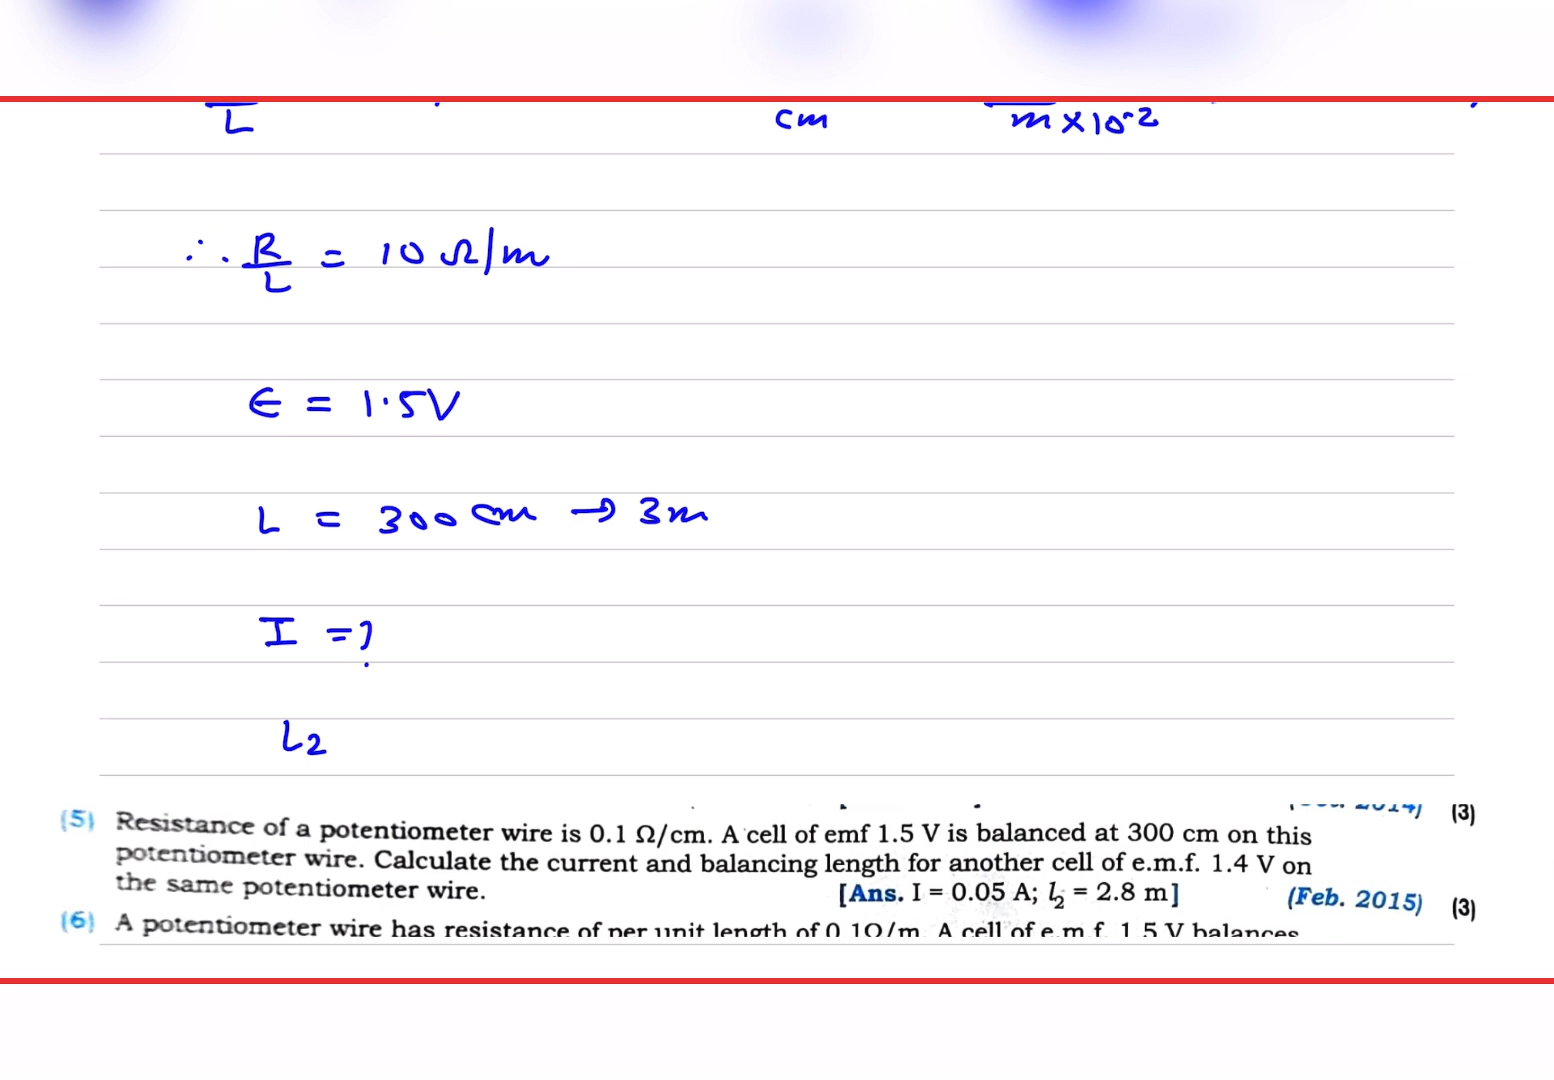 L cm m × 10⁻²
∴ R/L = 10 Ω/m
ε = 1.5V
L = 300 cm → 3m
I = ?
L2
(3)
(5) Resistance of a potentiometer wire is 0.1 Ω/cm. A cell of emf 1.5 V is balanced at 300 cm on this
potentiometer wire. Calculate the current and balancing length for another cell of e.m.f. 1.4 V on
the same potentiometer wire. [Ans. I = 0.05 A; l₂ = 2.8 m] (Feb. 2015) (3)
(6) A potentiometer wire has resistance of per unit length of 0.1Ω/m. A cell of e.m.f. 1.5 V balances